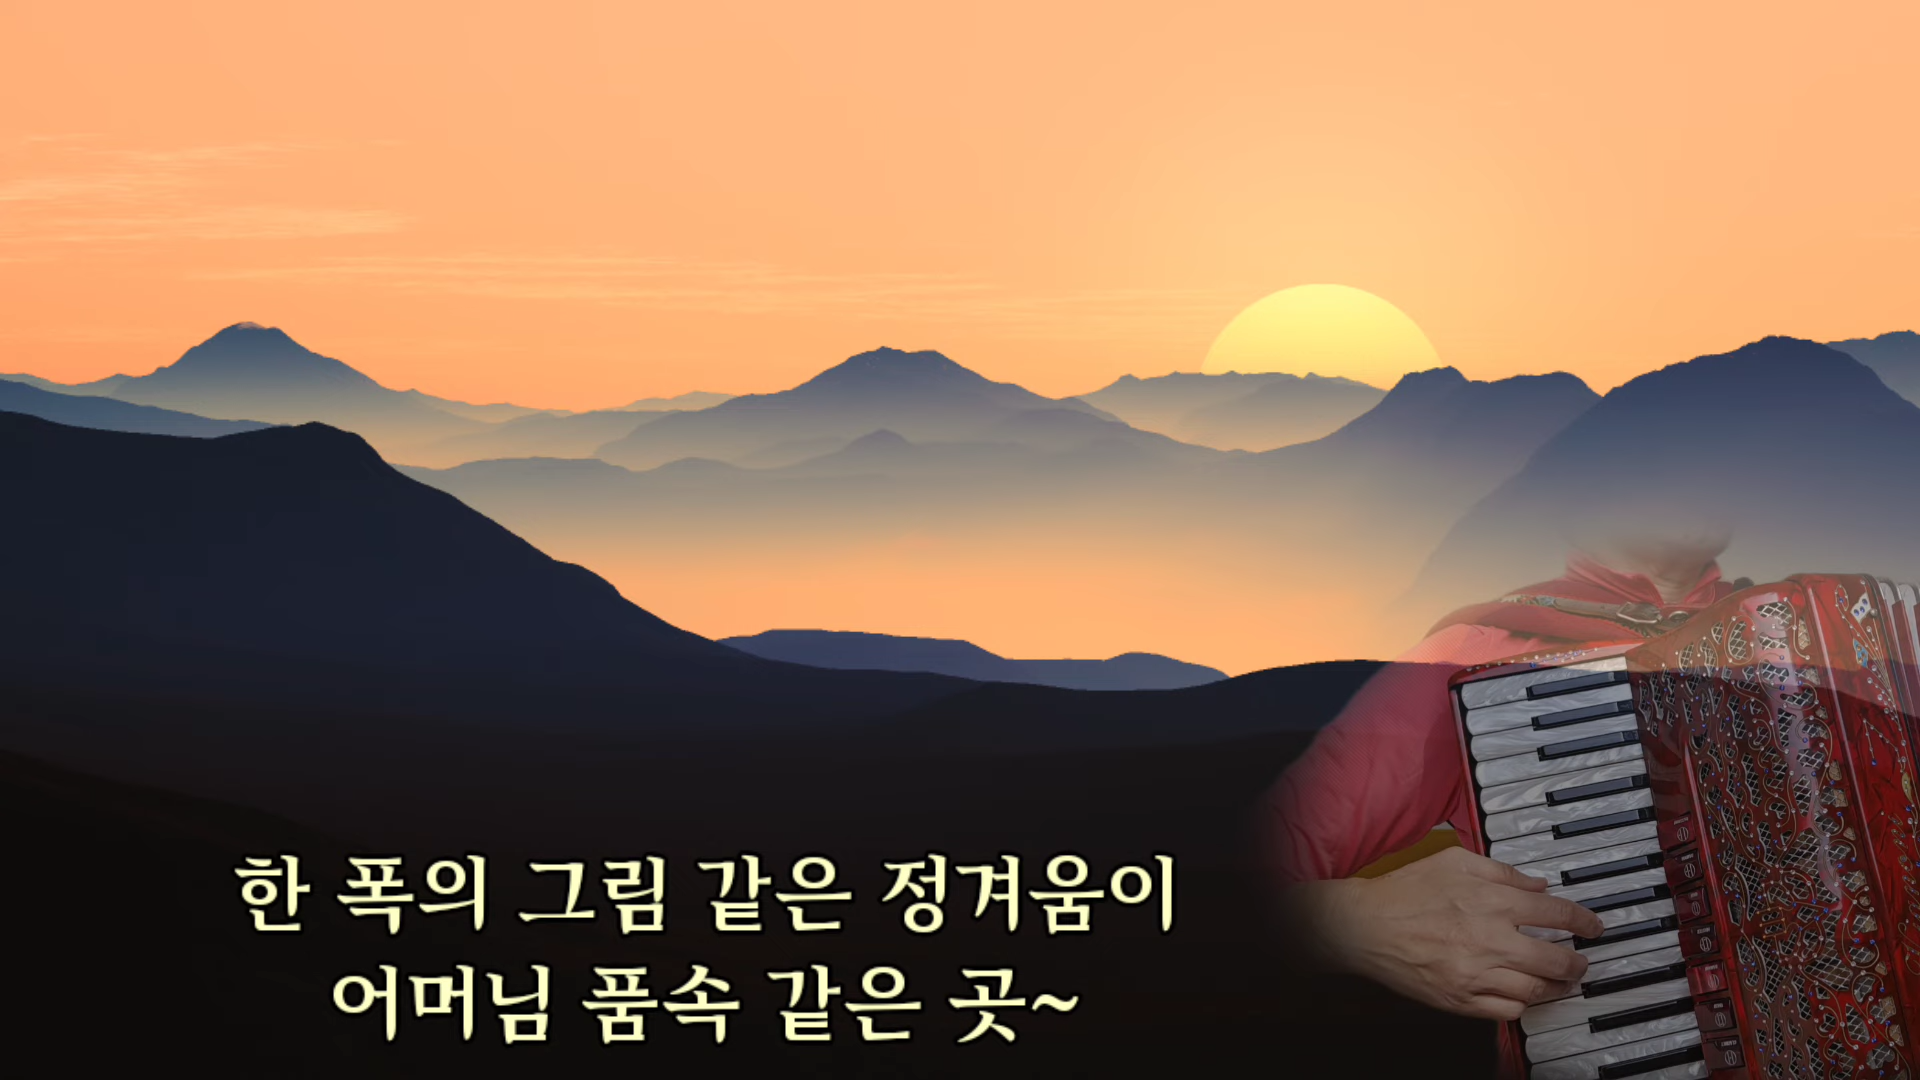 한 폭의 그림 같은 정겨움이
어머님 품속 같은 곳~